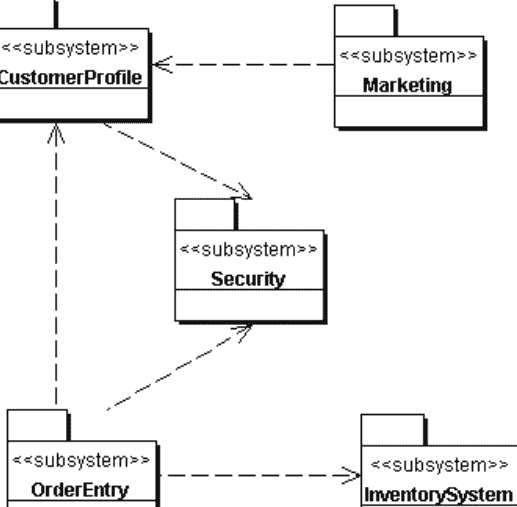 <<subsystem>>
CustomerProfile
<<subsystem>>
Marketing
<<subsystem>>
Security
<<subsystem>>
OrderEntry
<<subsystem>>
InventorySystem